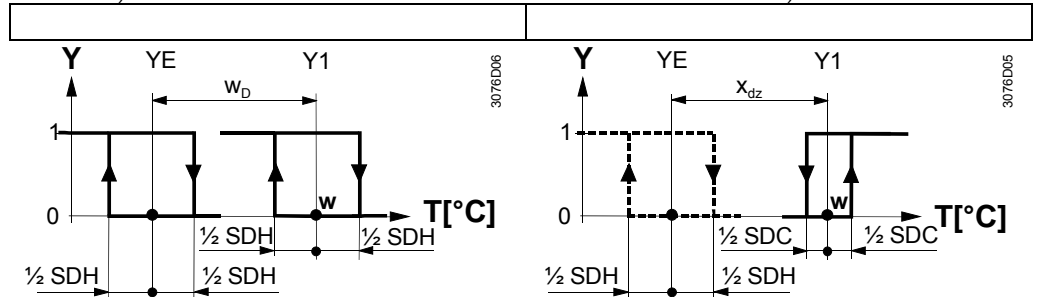 Y YE Y1 3076D06
w_D
1
0 w T[°C]
½ SDH ½ SDH
½ SDH ½ SDH
Y YE Y1 3076D05
x_dz
1
0 w T[°C]
½ SDC ½ SDC
½ SDH ½ SDH